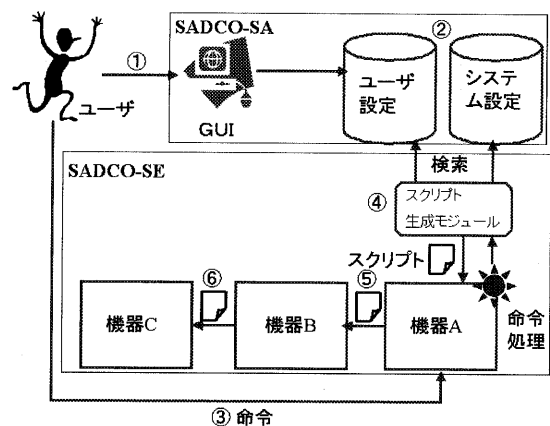 SADCO-SA
②
①
ユーザ
GUI
ユーザ
設定
システ
ム設定
検索
SADCO-SE
④
スクリプト
生成モジュール
スクリプト
⑥
⑤
機器C
機器B
機器A
命令
処理
③ 命令